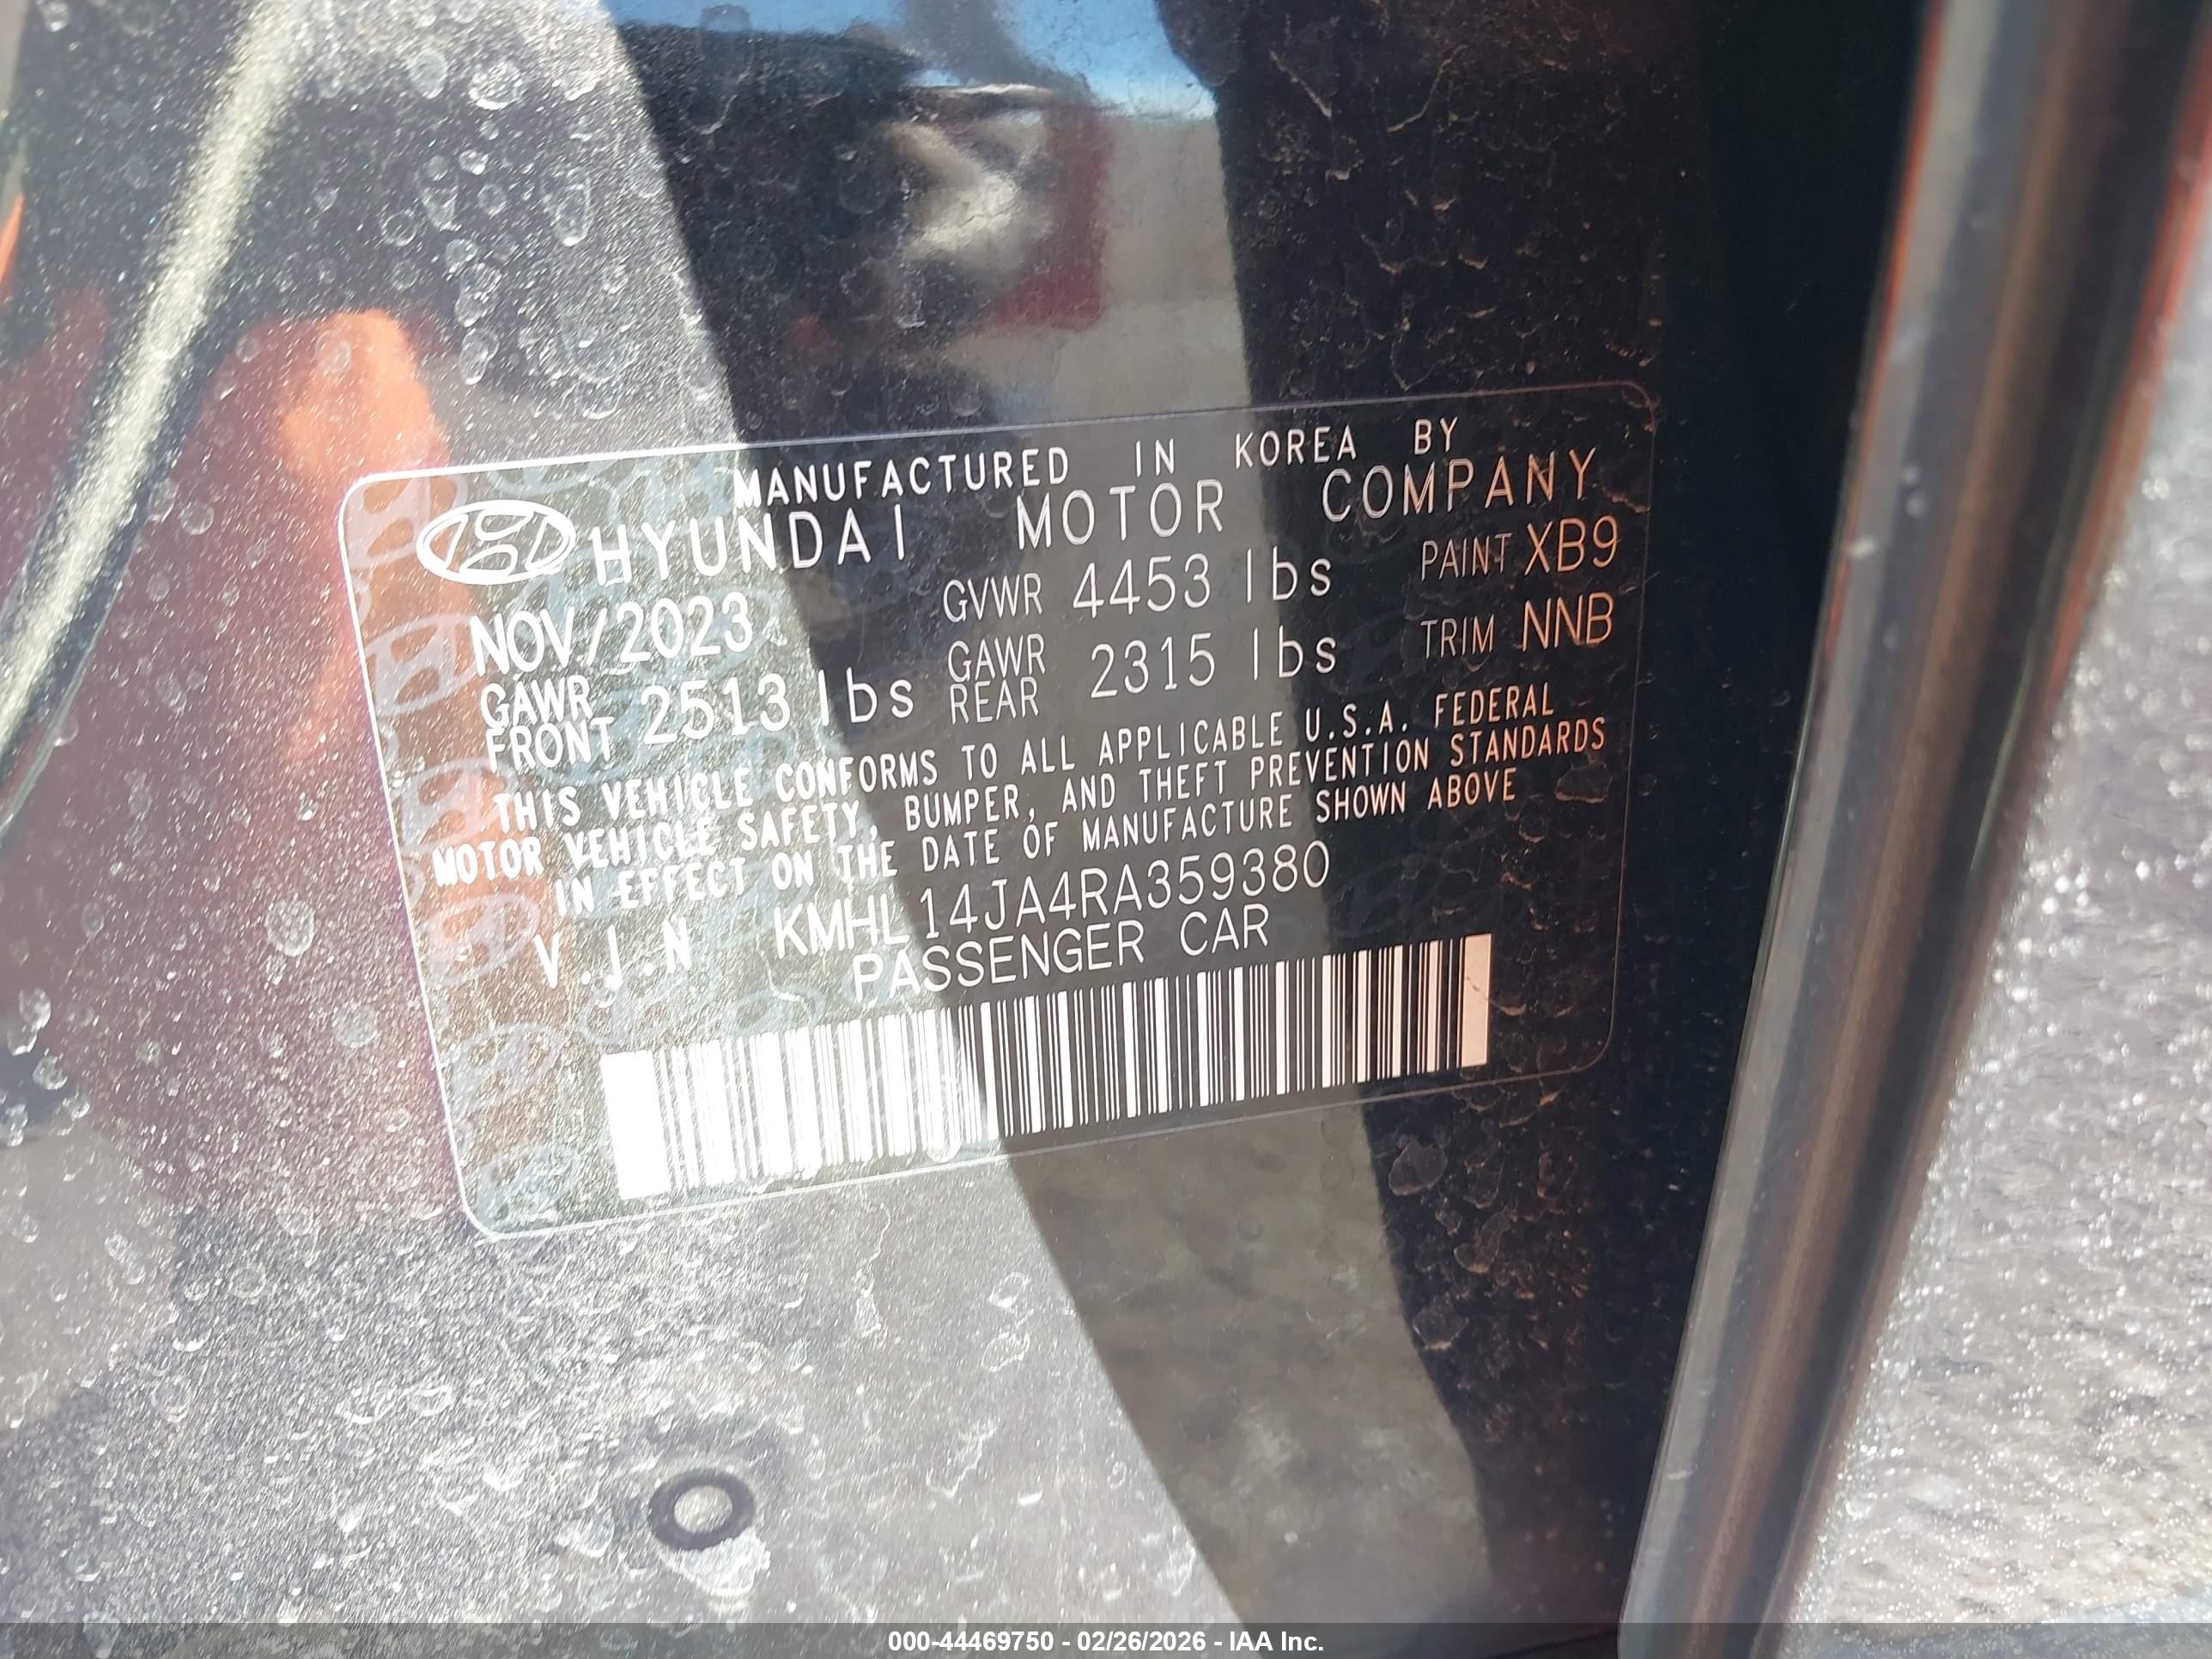 MANUFACTURED IN KOREA BY
HYUNDAI MOTOR COMPANY
NOV/2023 GVWR 4453 lbs PAINT XB9
GAWR FRONT 2513 lbs GAWR REAR 2315 lbs TRIM NNB
THIS VEHICLE CONFORMS TO ALL APPLICABLE U.S.A. FEDERAL
MOTOR VEHICLE SAFETY, BUMPER, AND THEFT PREVENTION STANDARDS
IN EFFECT ON THE DATE OF MANUFACTURE SHOWN ABOVE
V.I.N KMHL14JA4RA359380
PASSENGER CAR
000-44469750 - 02/26/2026 - IAA Inc.